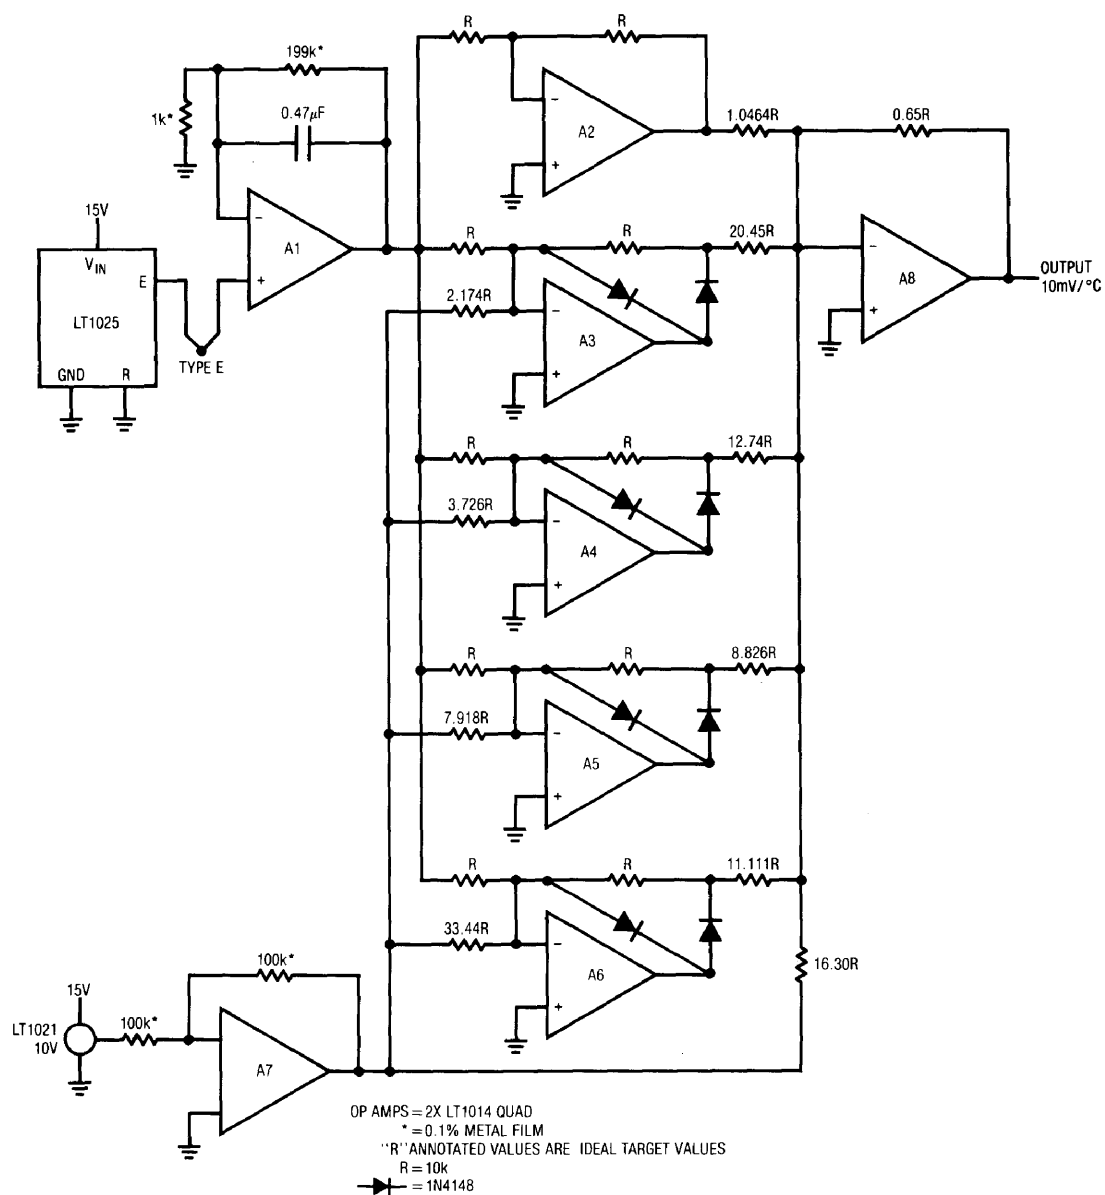 R
R
199k*
1k*
0.47µF
A2
1.0464R
0.65R
15V
VIN
E
LT1025
GND
R
TYPE E
A1
R
R
20.45R
2.174R
A3
A8
OUTPUT
10mV/°C
R
R
12.74R
3.726R
A4
R
R
8.826R
7.918R
A5
R
R
11.111R
33.44R
A6
16.30R
15V
LT1021
10V
100k*
100k*
A7
OP AMPS = 2X LT1014 QUAD
* = 0.1% METAL FILM
"R" ANNOTATED VALUES ARE IDEAL TARGET VALUES
R = 10k
= 1N4148